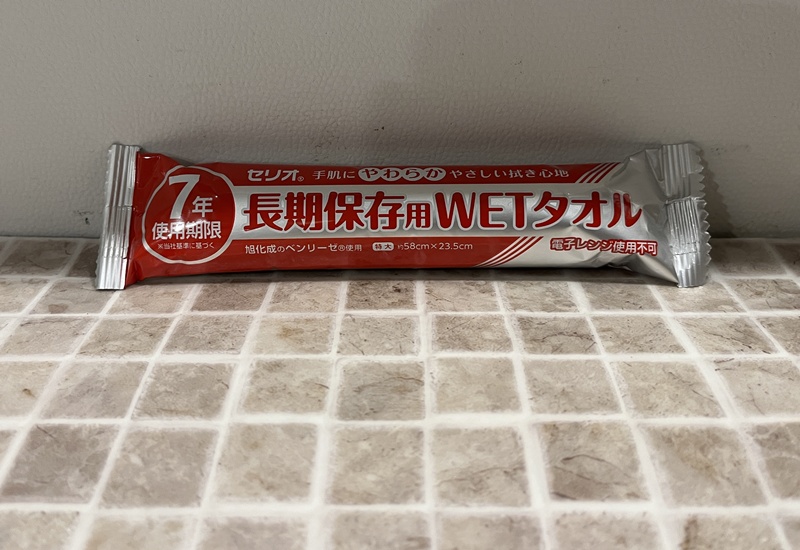 セリオ® 手肌に やわらか やさしい拭き心地
7年
使用期限
※当社基準に基づく
長期保存用WETタオル
旭化成のベンリーゼ®使用 特大 約58cm×23.5cm
電子レンジ使用不可